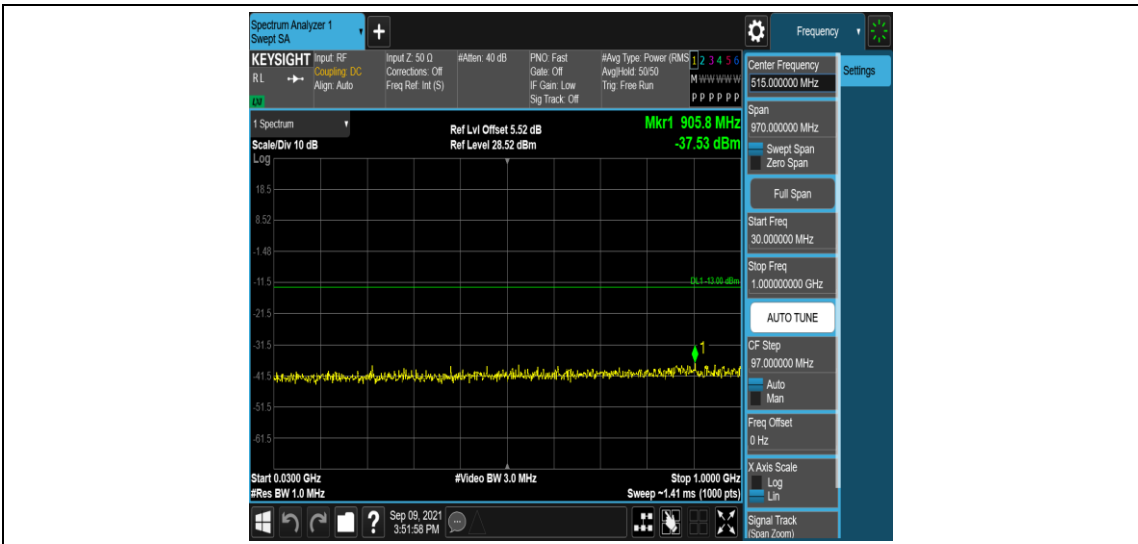 Spectrum Analyzer 1
Swept SA
+
Frequency
KEYSIGHT
RL
LXI
Input: RF
Coupling: DC
Align: Auto
Input Z: 50 Ω
Corrections: Off
Freq Ref: Int (S)
#Atten: 40 dB
PNO: Fast
Gate: Off
IF Gain: Low
Sig Track: Off
#Avg Type: Power (RMS
Avg|Hold: 50/50
Trig: Free Run
1 2 3 4 5 6
M W W W W W
P P P P P P
1 Spectrum
Scale/Div 10 dB
Ref Lvl Offset 5.52 dB
Ref Level 28.52 dBm
Mkr1 905.8 MHz
-37.53 dBm
Log
18.5
8.52
-1.48
-11.5
DL1 -13.00 dBm
-21.5
-31.5
1
-41.5
-51.5
-61.5
Start 0.0300 GHz
#Res BW 1.0 MHz
#Video BW 3.0 MHz
Stop 1.0000 GHz
Sweep ~1.41 ms (1000 pts)
?
Sep 09, 2021
3:51:58 PM
Center Frequency
515.000000 MHz
Settings
Span
970.000000 MHz
Swept Span
Zero Span
Full Span
Start Freq
30.000000 MHz
Stop Freq
1.000000000 GHz
AUTO TUNE
CF Step
97.000000 MHz
Auto
Man
Freq Offset
0 Hz
X Axis Scale
Log
Lin
Signal Track
(Span Zoom)